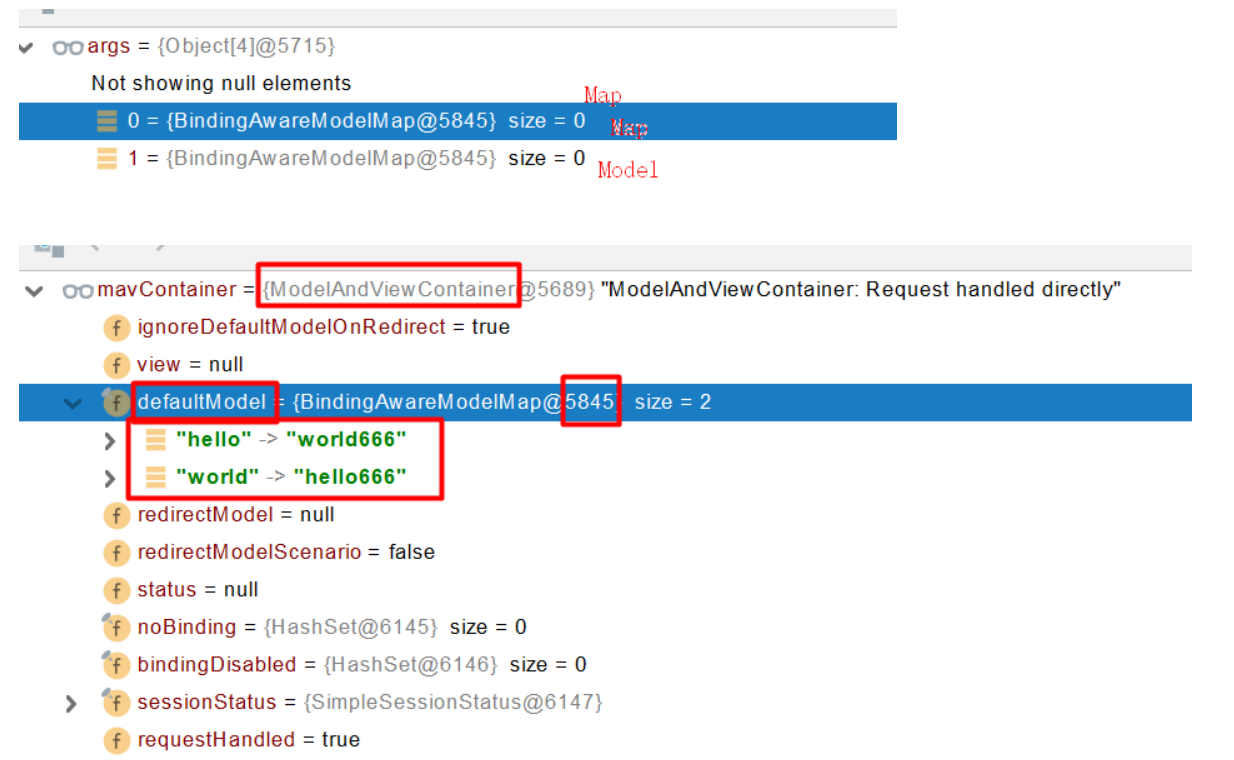 args = {Object[4]@5715}
Not showing null elements
Map
0 = {BindingAwareModelMap@5845} size = 0
Map
1 = {BindingAwareModelMap@5845} size = 0
Model
mavContainer = {ModelAndViewContainer@5689} "ModelAndViewContainer: Request handled directly"
f ignoreDefaultModelOnRedirect = true
f view = null
f defaultModel = {BindingAwareModelMap@5845} size = 2
"hello" -> "world666"
"world" -> "hello666"
f redirectModel = null
f redirectModelScenario = false
f status = null
f noBinding = {HashSet@6145} size = 0
f bindingDisabled = {HashSet@6146} size = 0
f sessionStatus = {SimpleSessionStatus@6147}
f requestHandled = true